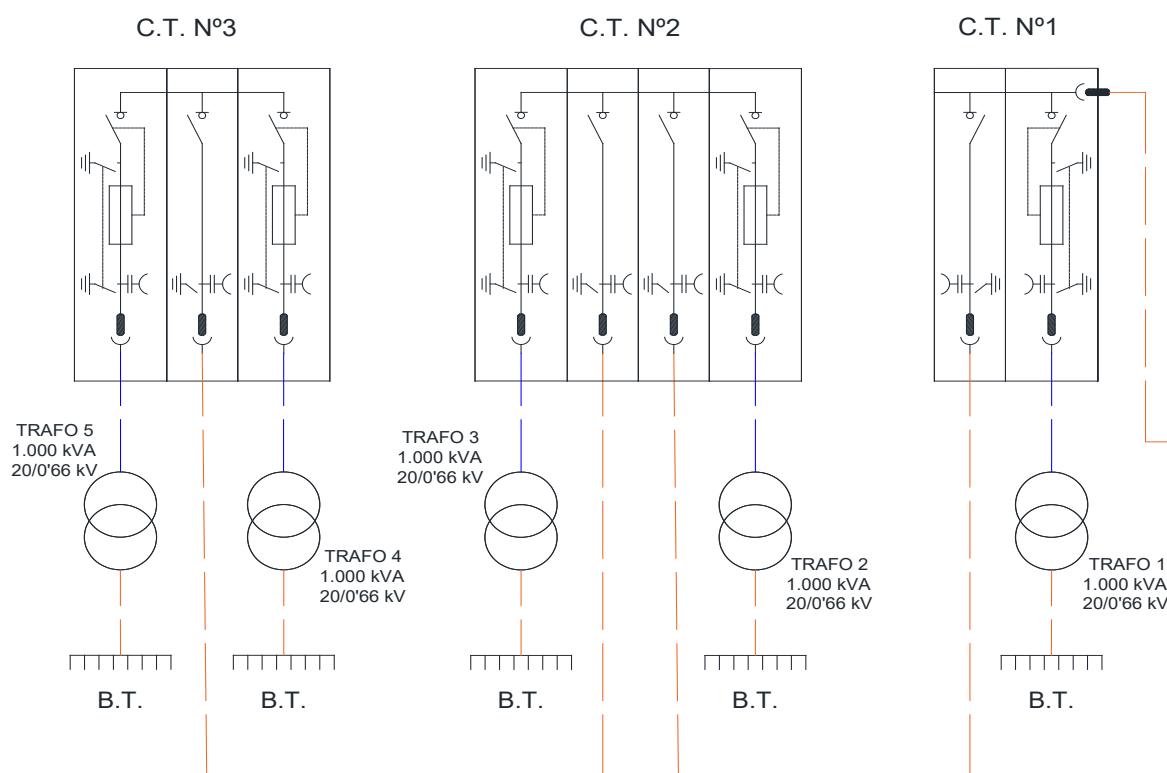 C.T. Nº3
C.T. Nº2
C.T. Nº1
TRAFO 5
1.000 kVA
20/0'66 kV
TRAFO 4
1.000 kVA
20/0'66 kV
TRAFO 3
1.000 kVA
20/0'66 kV
TRAFO 2
1.000 kVA
20/0'66 kV
TRAFO 1
1.000 kVA
20/0'66 kV
B.T.
B.T.
B.T.
B.T.
B.T.